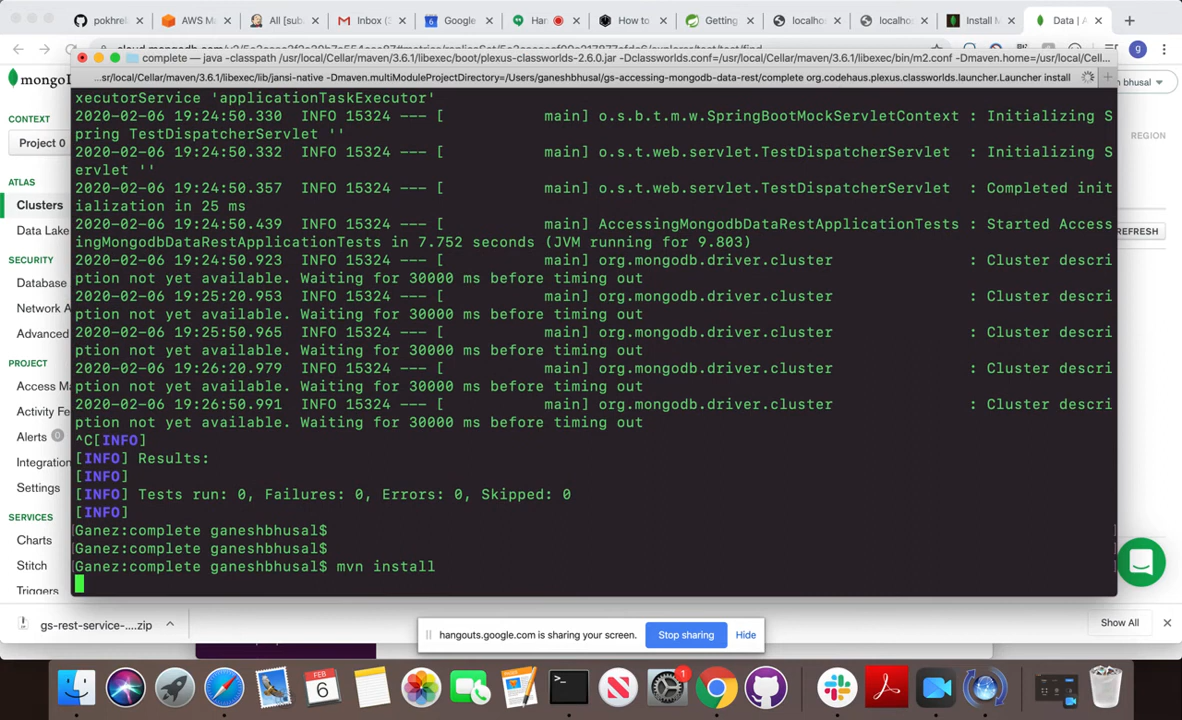 pokhrel
AWS M
All [sub
Inbox (3
Google
Han
How to
Getting
localhos
localhos
Install M
Data | A
complete — java -classpath /usr/local/Cellar/maven/3.6.1/libexec/boot/plexus-classworlds-2.6.0.jar -Dclassworlds.conf=/usr/local/Cellar/maven/3.6.1/libexec/bin/m2.conf -Dmaven.home=/usr/local/Cell...
...sr/local/Cellar/maven/3.6.1/libexec/lib/jansi-native -Dmaven.multiModuleProjectDirectory=/Users/ganeshbhusal/gs-accessing-mongodb-data-rest/complete org.codehaus.plexus.classworlds.launcher.Launcher install
xecutorService 'applicationTaskExecutor'
2020-02-06 19:24:50.330  INFO 15324 --- [           main] o.s.b.t.m.w.SpringBootMockServletContext : Initializing S
pring TestDispatcherServlet ''
2020-02-06 19:24:50.332  INFO 15324 --- [           main] o.s.t.web.servlet.TestDispatcherServlet  : Initializing S
ervlet ''
2020-02-06 19:24:50.357  INFO 15324 --- [           main] o.s.t.web.servlet.TestDispatcherServlet  : Completed init
ialization in 25 ms
2020-02-06 19:24:50.439  INFO 15324 --- [           main] AccessingMongodbDataRestApplicationTests : Started Access
ingMongodbDataRestApplicationTests in 7.752 seconds (JVM running for 9.803)
2020-02-06 19:24:50.923  INFO 15324 --- [           main] org.mongodb.driver.cluster               : Cluster descri
ption not yet available. Waiting for 30000 ms before timing out
2020-02-06 19:25:20.953  INFO 15324 --- [           main] org.mongodb.driver.cluster               : Cluster descri
ption not yet available. Waiting for 30000 ms before timing out
2020-02-06 19:25:50.965  INFO 15324 --- [           main] org.mongodb.driver.cluster               : Cluster descri
ption not yet available. Waiting for 30000 ms before timing out
2020-02-06 19:26:20.979  INFO 15324 --- [           main] org.mongodb.driver.cluster               : Cluster descri
ption not yet available. Waiting for 30000 ms before timing out
2020-02-06 19:26:50.991  INFO 15324 --- [           main] org.mongodb.driver.cluster               : Cluster descri
ption not yet available. Waiting for 30000 ms before timing out
^C[INFO]
[INFO] Results:
[INFO]
[INFO] Tests run: 0, Failures: 0, Errors: 0, Skipped: 0
[INFO]
Ganez:complete ganeshbhusal$
Ganez:complete ganeshbhusal$
Ganez:complete ganeshbhusal$ mvn install
mongo
CONTEXT
Project 0
ATLAS
Clusters
Data Lake
SECURITY
Database
Network A
Advanced
PROJECT
Access Ma
Activity Fe
Alerts 0
Integration
Settings
SERVICES
Charts
Stitch
Triggers
bhusal
REGION
REFRESH
gs-rest-service-....zip
Show All
hangouts.google.com is sharing your screen.
Stop sharing
Hide
FEB
6
1